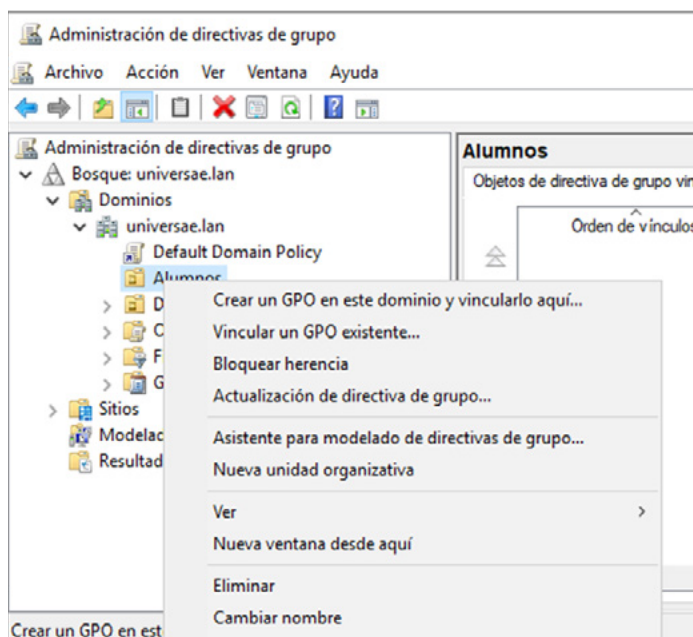 Administración de directivas de grupo
Archivo Acción Ver Ventana Ayuda
Administración de directivas de grupo
Bosque: universae.lan
Dominios
universae.lan
Default Domain Policy
Alumnos
D
C
F
G
Sitios
Modelac
Resultad
Alumnos
Objetos de directiva de grupo vin
Orden de vínculos
Crear un GPO en este dominio y vincularlo aquí...
Vincular un GPO existente...
Bloquear herencia
Actualización de directiva de grupo...
Asistente para modelado de directivas de grupo...
Nueva unidad organizativa
Ver
Nueva ventana desde aquí
Eliminar
Cambiar nombre
Crear un GPO en est